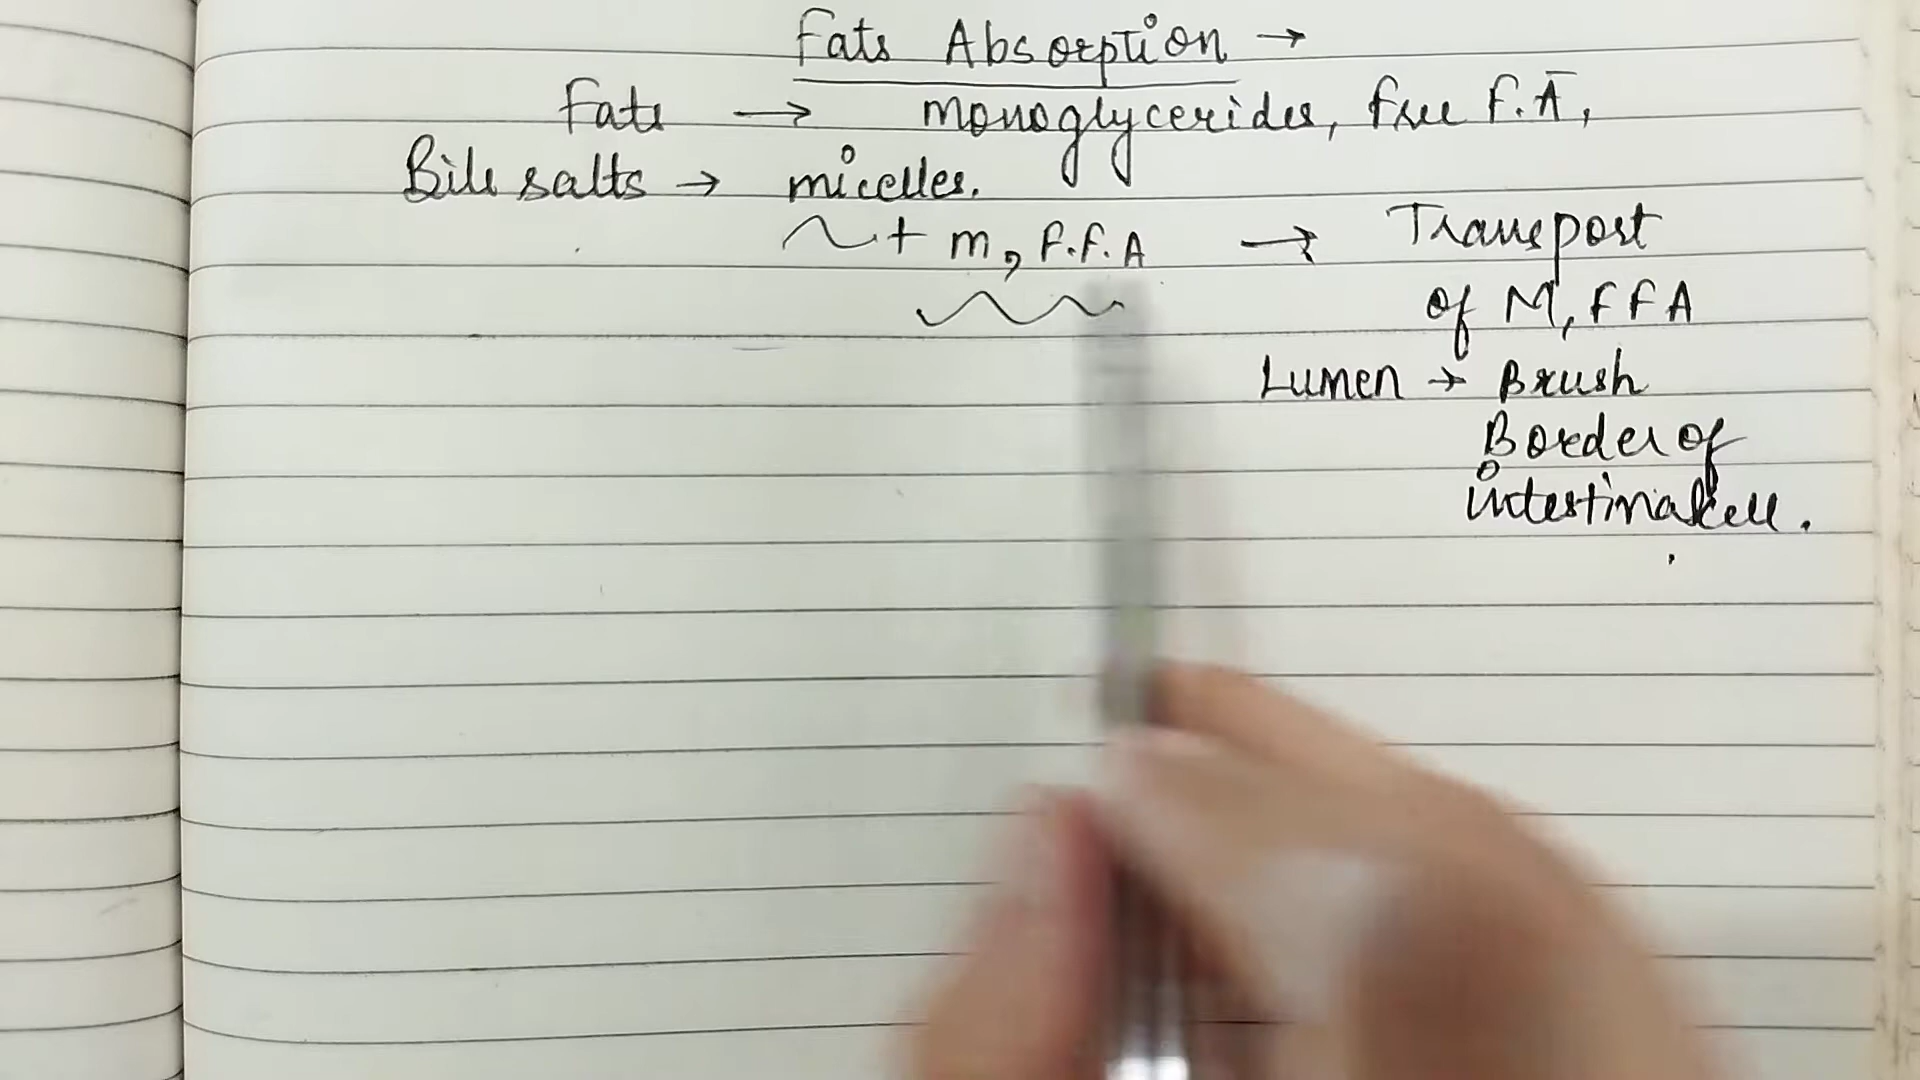 Fats Absorption →
Fats → monoglycerides, free F.A,
Bile salts → micelles.
+ m, F.F.A → Transport
of M, FFA
Lumen → Brush
Border of
intestinal cell.